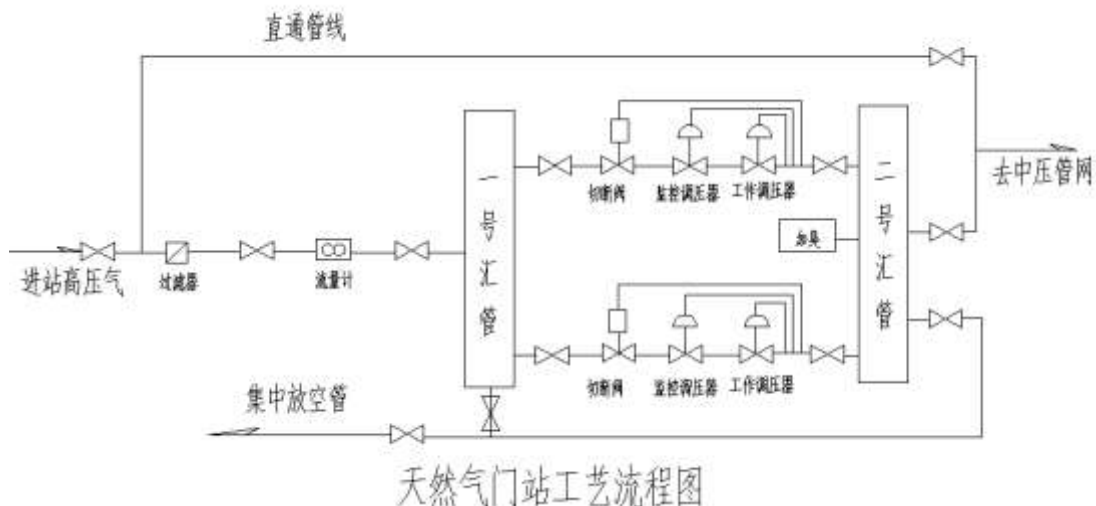 直通管线
切断阀 监控调压器 工作调压器
去中压管网
一号汇管
二号汇管
加臭
进站高压气
过滤器
流量计
切断阀 监控调压器 工作调压器
集中放空管
天然气门站工艺流程图